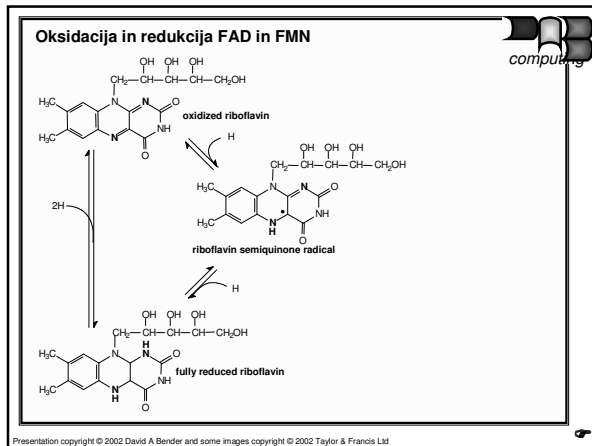 Oksidacija in redukcija FAD in FMN
computing
OH OH OH
CH2 CH CH CH CH2OH
H3C N N O
H3C N NH
O
oxidized riboflavin
H
OH OH OH
CH2 CH CH CH CH2OH
H3C N N O
H3C N NH
H O
riboflavin semiquinone radical
2H
H
OH OH OH
CH2 CH CH CH CH2OH
H
H3C N N O
H3C N NH
H O
fully reduced riboflavin
Presentation copyright © 2002 David A Bender and some images copyright © 2002 Taylor & Francis Ltd